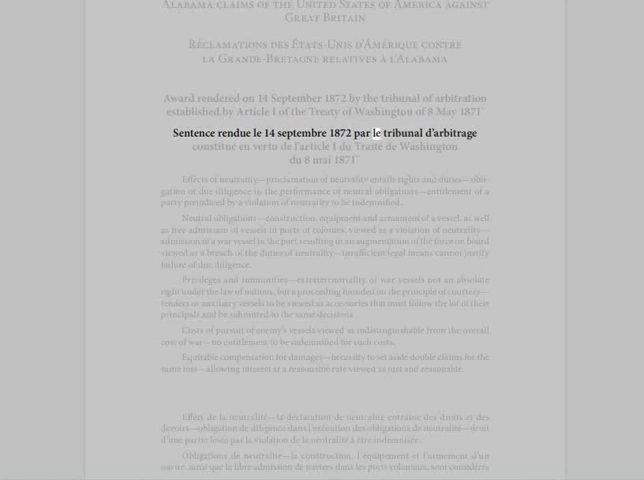 ALABAMA CLAIMS OF THE UNITED STATES OF AMERICA AGAINST
GREAT BRITAIN
RÉCLAMATIONS DES ÉTATS-UNIS D'AMÉRIQUE CONTRE
LA GRANDE-BRETAGNE RELATIVES À L'ALABAMA
Award rendered on 14 September 1872 by the tribunal of arbitration
established by Article I of the Treaty of Washington of 8 May 1871*
Sentence rendue le 14 septembre 1872 par le tribunal d'arbitrage
constitué en vertu de l'article I du Traité de Washington
du 8 mai 1871**
Effects of neutrality—proclamation of neutrality entails rights and duties—obli-
gation of due diligence in the performance of neutral obligations—entitlement of a
party prejudiced by a violation of neutrality to be indemnified.
Neutral obligations—construction, equipment and armament of a vessel, as well
as free admission of vessels in ports of colonies, viewed as a violation of neutrality—
admission of a war vessel in the port resulting in an augmentation of the force on board
viewed as a breach of the duties of neutrality—insufficient legal means cannot justify
failure of due diligence.
Privileges and immunities—extraterritoriality of war vessels not an absolute
right under the law of nations, but a proceeding founded on the principle of courtesy—
tenders or auxiliary vessels to be viewed as accessories that must follow the lot of their
principals and be submitted to the same decisions.
Costs of pursuit of enemy's vessels viewed as indistinguishable from the overall
cost of war—no entitlement to be indemnified for such costs.
Equitable compensation for damages—necessity to set aside double claims for the
same loss—allowing interest at a reasonable rate viewed as just and reasonable.
Effets de la neutralité—la déclaration de neutralité entraîne des droits et des
devoirs—obligation de diligence dans l'exécution des obligations de neutralité—droit
d'une partie lésée par la violation de la neutralité à être indemnisée.
Obligations de neutralité—la construction, l'équipement et l'armement d'un
navire, ainsi que la libre admission de navires dans les ports coloniaux, sont considérés